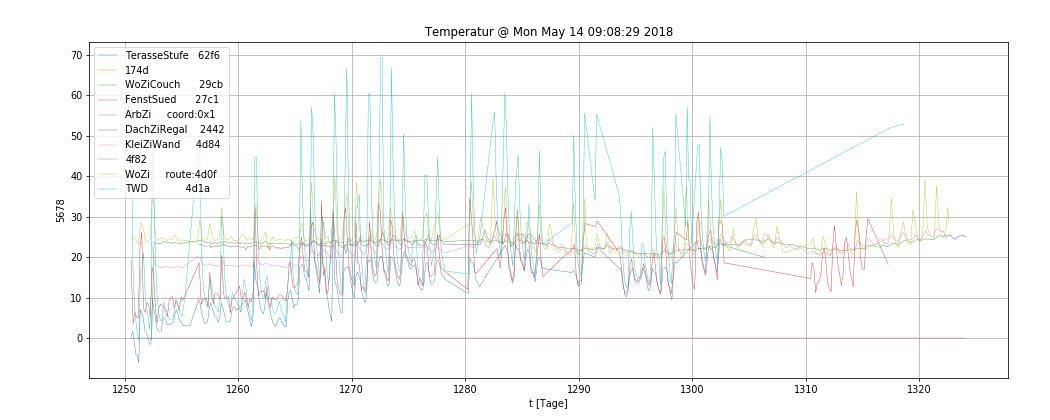 Temperatur @ Mon May 14 09:08:29 2018
TerasseStufe 62f6
174d
WoZiCouch 29cb
FenstSued 27c1
ArbZi coord:0x1
DachZiRegal 2442
KleiZiWand 4d84
4f82
WoZi route:4d0f
TWD 4d1a
70
60
50
40
30
20
10
0
5678
1250 1260 1270 1280 1290 1300 1310 1320
t [Tage]